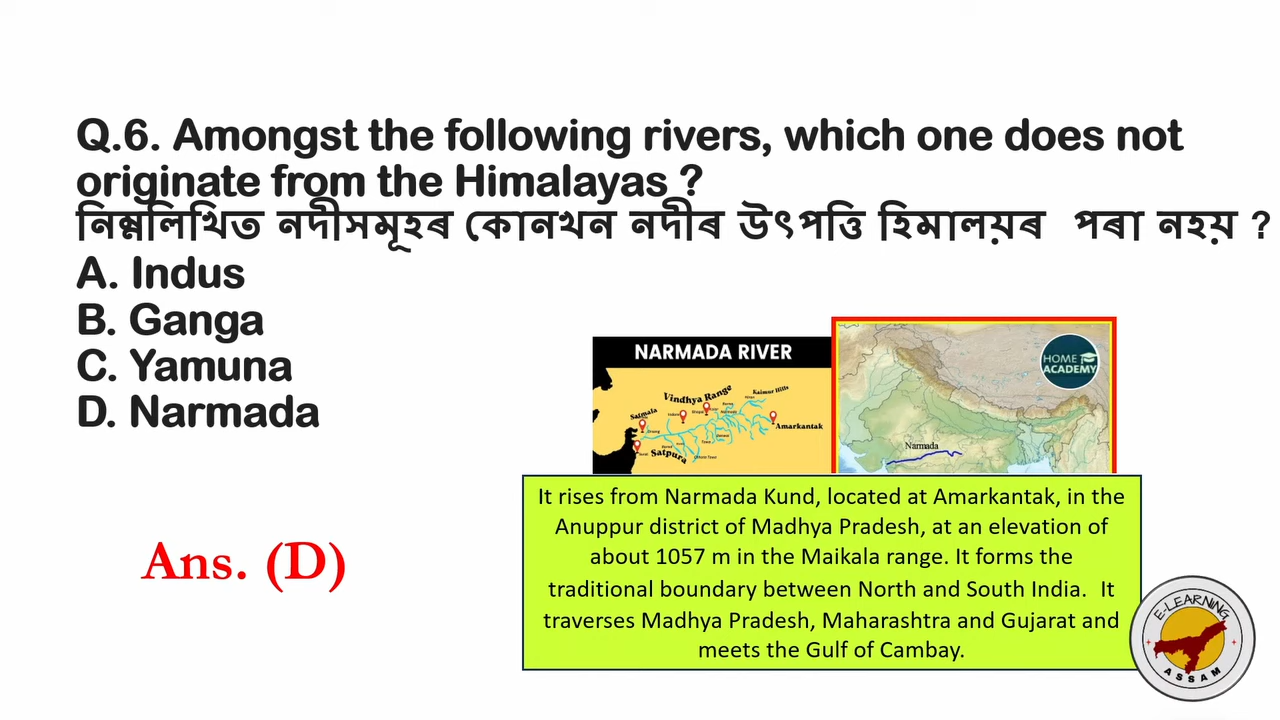 Q.6. Amongst the following rivers, which one does not
originate from the Himalayas ?
নিম্নলিখিত নদীসমূহৰ কোনখন নদীৰ উৎপত্তি হিমালয়ৰ পৰা নহয় ?
A. Indus
B. Ganga
C. Yamuna
D. Narmada
Ans. (D)
NARMADA RIVER
Vindhya Range
Kaimur Hills
Satmala
Amarkantak
Satpura
HOME
ACADEMY
Narmada
It rises from Narmada Kund, located at Amarkantak, in the
Anuppur district of Madhya Pradesh, at an elevation of
about 1057 m in the Maikala range. It forms the
traditional boundary between North and South India. It
traverses Madhya Pradesh, Maharashtra and Gujarat and
meets the Gulf of Cambay.
E-LEARNING
ASSAM